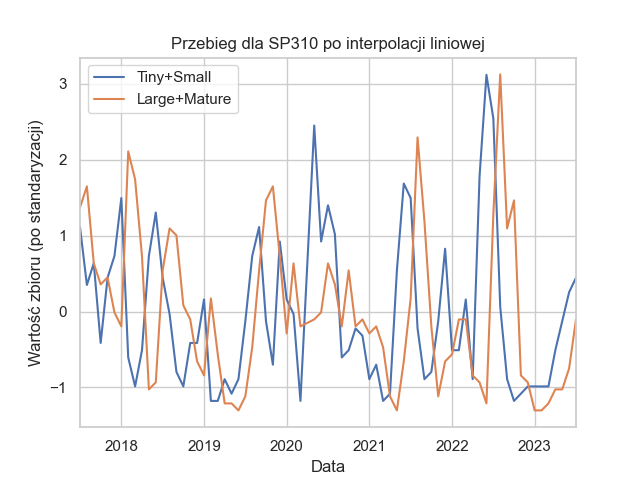 Przebieg dla SP310 po interpolacji liniowej
Tiny+Small
Large+Mature
Wartość zbioru (po standaryzacji)
3
2
1
0
−1
2018 2019 2020 2021 2022 2023
Data